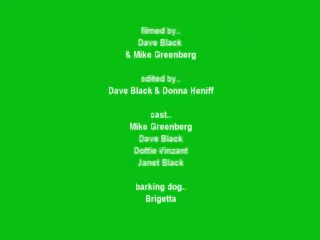 filmed by..
Dave Black
& Mike Greenberg
edited by..
Dave Black & Donna Heniff
cast..
Mike Greenberg
Dave Black
Dottie Vinzant
Janet Black
barking dog..
Brigetta